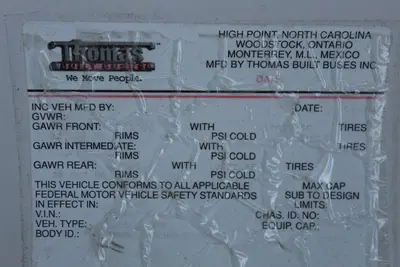 Thomas
BUILT BUSES
We Move People.
HIGH POINT, NORTH CAROLINA
WOODSTOCK, ONTARIO
MONTERREY, M.L., MEXICO
MFD BY THOMAS BUILT BUSES INC
INC VEH MFD BY: DATE:
GVWR:
GAWR FRONT: WITH TIRES
RIMS PSI COLD
GAWR INTERMEDIATE: WITH TIRES
RIMS PSI COLD
GAWR REAR: WITH TIRES
RIMS PSI COLD
THIS VEHICLE CONFORMS TO ALL APPLICABLE MAX CAP
FEDERAL MOTOR VEHICLE SAFETY STANDARDS SUB TO DESIGN
IN EFFECT IN: LIMITS:
V.I.N.: CHAS. ID. NO:
VEH. TYPE: EQUIP. CAP.:
BODY ID.: